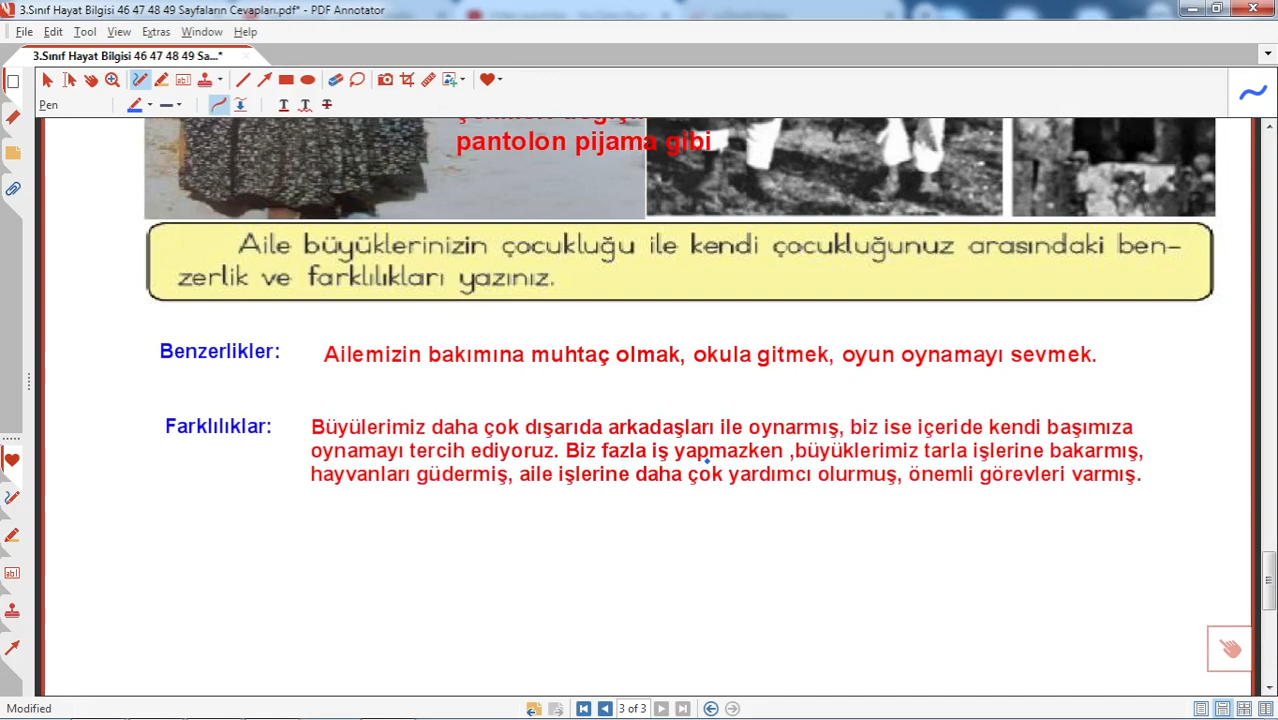 3.Sınıf Hayat Bilgisi 46 47 48 49 Sayfaların Cevapları.pdf* - PDF Annotator
File Edit Tool View Extras Window Help
3.Sınıf Hayat Bilgisi 46 47 48 49 Sa...*
Pen
pantolon pijama gibi
Aile büyüklerinizin çocukluğu ile kendi çocukluğunuz arasındaki ben-
zerlik ve farklılıkları yazınız.
Benzerlikler: Ailemizin bakımına muhtaç olmak, okula gitmek, oyun oynamayı sevmek.
Farklılıklar: Büyülerimiz daha çok dışarıda arkadaşları ile oynarmış, biz ise içeride kendi başımıza
oynamayı tercih ediyoruz. Biz fazla iş yapmazken ,büyüklerimiz tarla işlerine bakarmış,
hayvanları güdermiş, aile işlerine daha çok yardımcı olurmuş, önemli görevleri varmış.
Modified
3 of 3